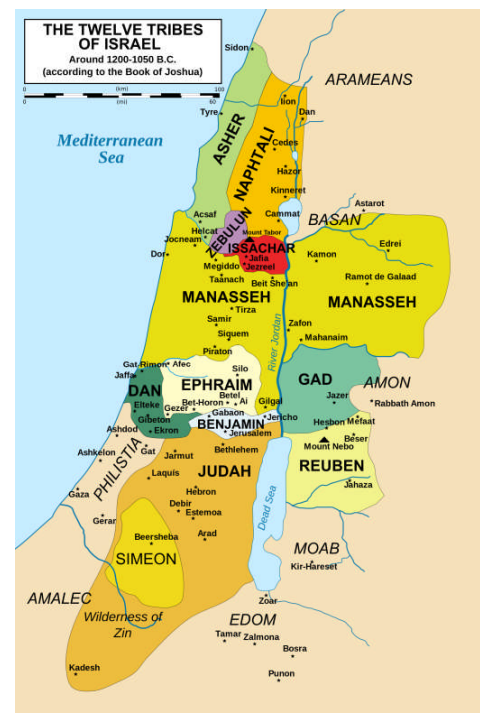 THE TWELVE TRIBES
OF ISRAEL
Around 1200-1050 B.C.
(according to the Book of Joshua)
0 (km) 100
0 (mi) 60
Sidon
ARAMEANS
Ilon
Dan
Tyre
Mediterranean
Sea
ASHER
NAPHTALI
Cedes
Hazor
Kinneret
Cammat
Astarot
BASAN
Acsaf
Helcat
ZEBULUN
Mount Tabor
ISSACHAR
Jocneam
Dor
Jafia
Jezreel
Megiddo
Taanach
Beit She'an
Kamon
Edrei
Ramot de Galaad
MANASSEH
MANASSEH
Tirza
Samir
Siquem
Piraton
Zafon
Mahanaim
River Jordan
Gat-Rimon
Afec
Jaffa
Silo
EPHRAIM
GAD
AMON
DAN
Elteke
Gezer
Bet-Horon
Betel
Ai
Gilgal
Jazer
Rabbath Amon
Gibeton
Gabaon
BENJAMIN
Jericho
Hesbon
Mefaat
Ashdod
Ekron
Jerusalem
Beser
Mount Nebo
Gat
Bethlehem
Ashkelon
PHILISTIA
Jarmut
JUDAH
REUBEN
Laquis
Jahaza
Gaza
Hebron
Debir
Estemoa
Dead Sea
Gerar
Arad
Beersheba
SIMEON
MOAB
Kir-Hareset
AMALEC
Wilderness of
Zin
Zoar
EDOM
Tamar
Zalmona
Bosra
Kadesh
Punon